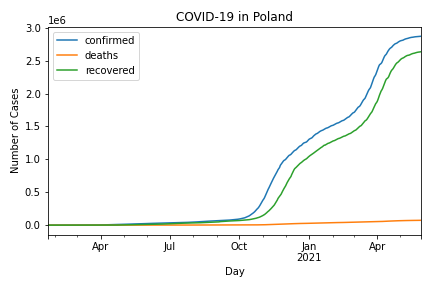 COVID-19 in Poland
1e6
confirmed
deaths
recovered
3.0
2.5
2.0
1.5
1.0
0.5
0.0
Number of Cases
Apr
Jul
Oct
Jan
2021
Apr
Day